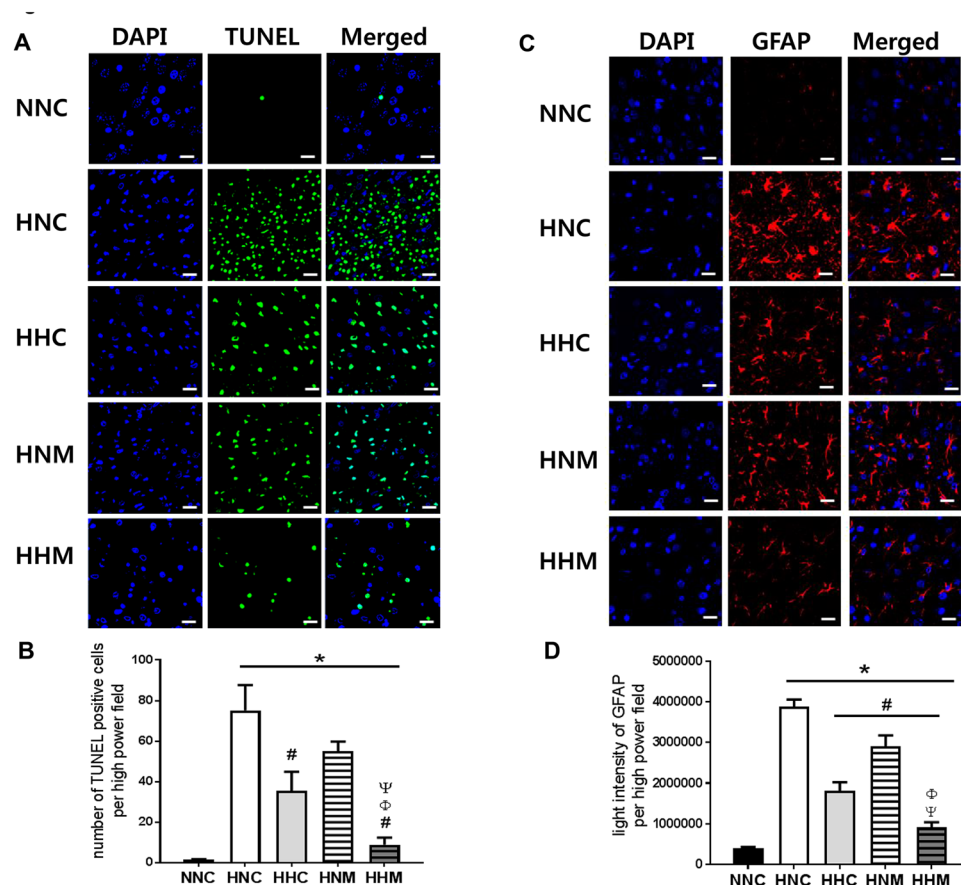 A
DAPI TUNEL Merged
NNC
HNC
HHC
HNM
HHM
B
number of TUNEL positive cells
per high power field
100
80
60
40
20
0
*
#
Ψ
Φ
#
NNC HNC HHC HNM HHM
C
DAPI GFAP Merged
NNC
HNC
HHC
HNM
HHM
D
light intensity of GFAP
per high power field
5000000
4000000
3000000
2000000
1000000
0
*
#
Φ
Ψ
NNC HNC HHC HNM HHM